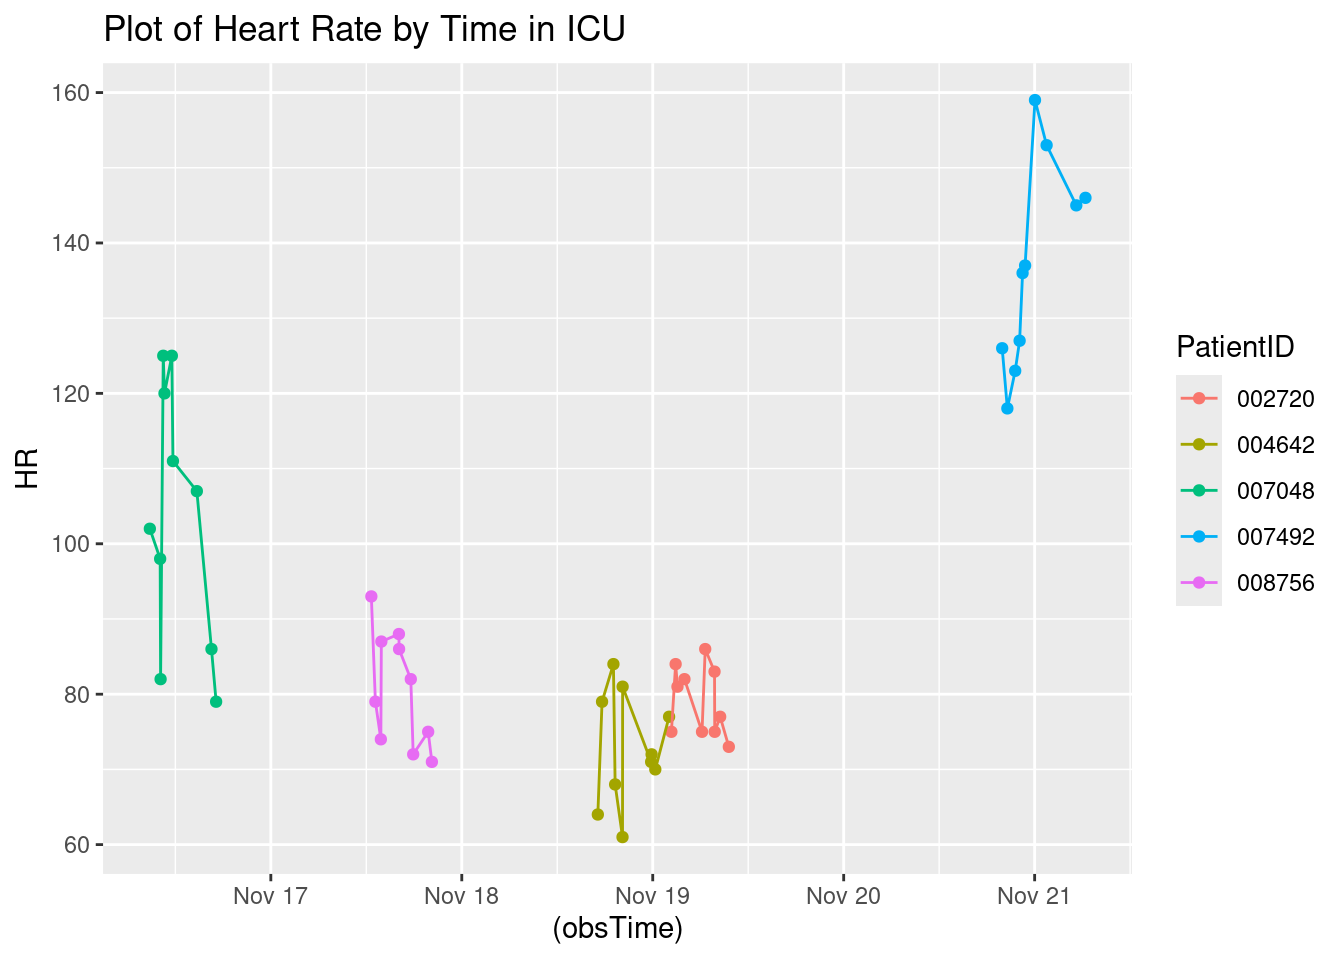 Plot of Heart Rate by Time in ICU
160
140
120
100
80
60
HR
Nov 17
Nov 18
Nov 19
Nov 20
Nov 21
(obsTime)
PatientID
002720
004642
007048
007492
008756